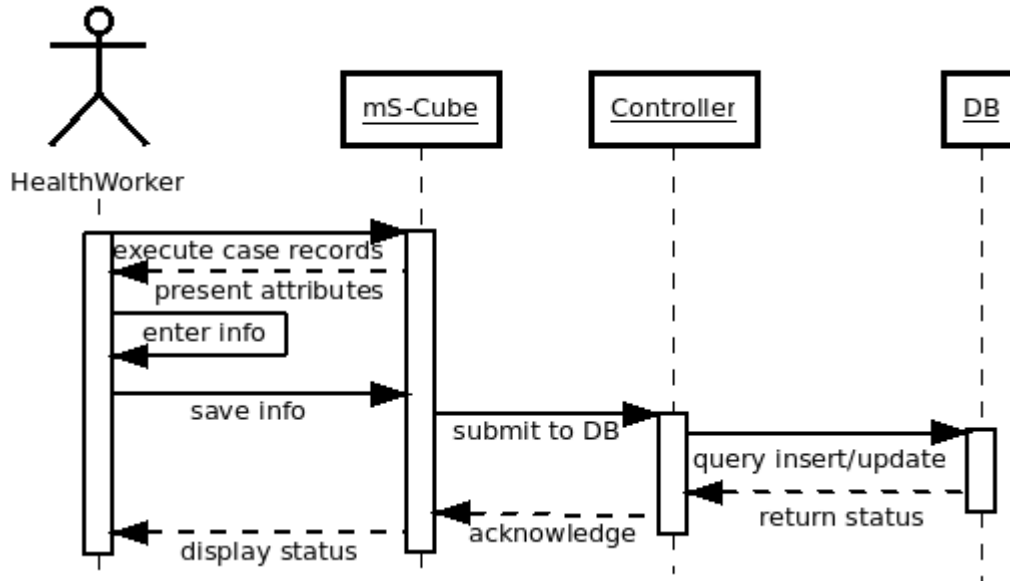 mS-Cube
Controller
DB
HealthWorker
execute case records
present attributes
enter info
save info
submit to DB
query insert/update
return status
acknowledge
display status